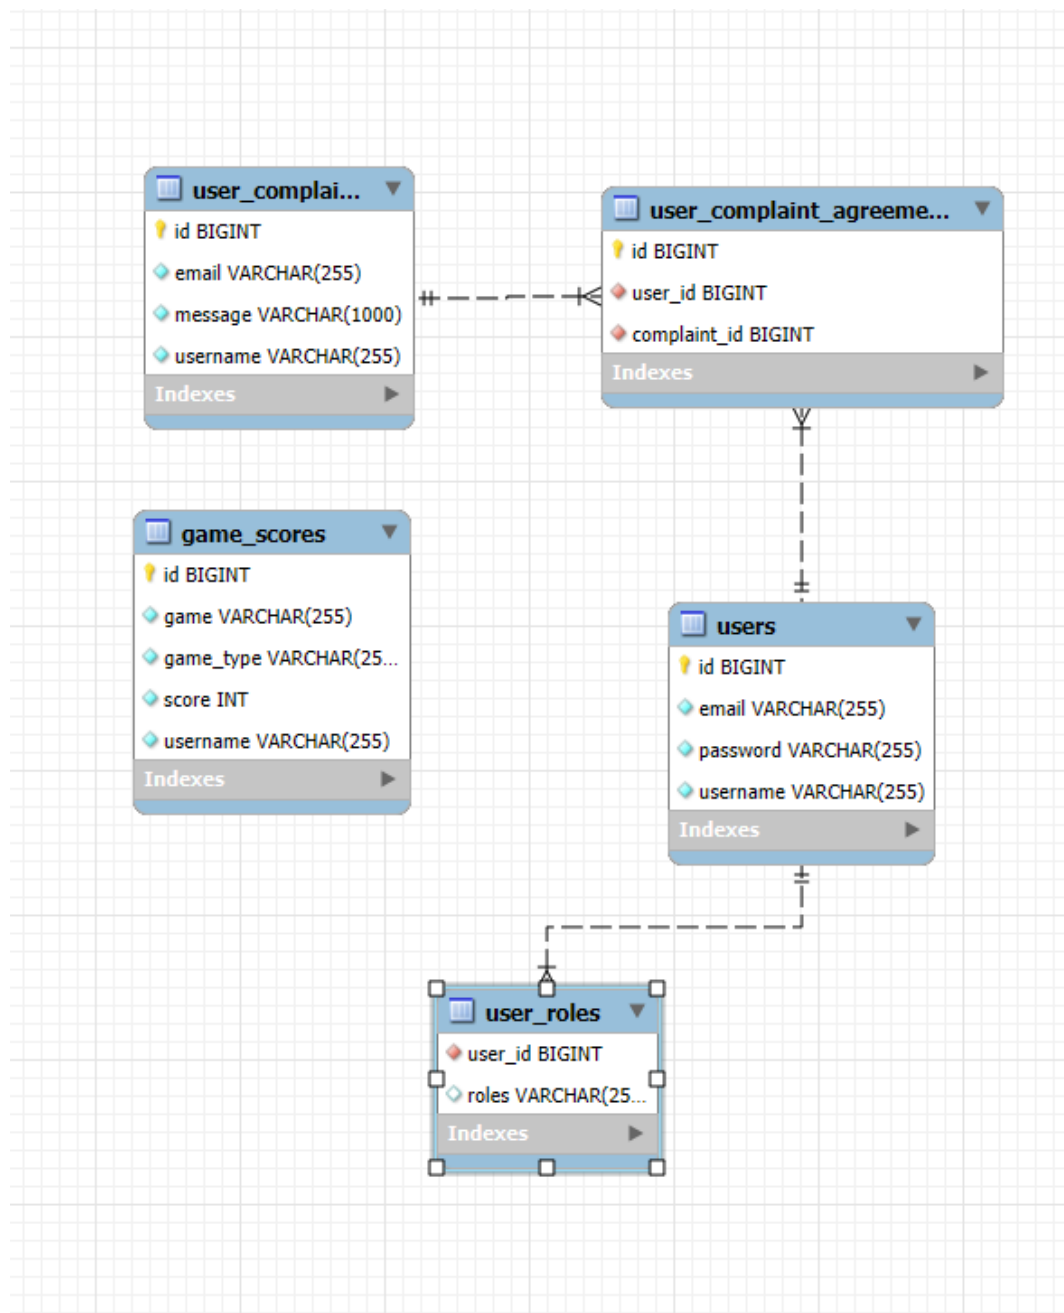 user_complai...
id BIGINT
email VARCHAR(255)
message VARCHAR(1000)
username VARCHAR(255)
Indexes
user_complaint_agreeme...
id BIGINT
user_id BIGINT
complaint_id BIGINT
Indexes
game_scores
id BIGINT
game VARCHAR(255)
game_type VARCHAR(25...
score INT
username VARCHAR(255)
Indexes
users
id BIGINT
email VARCHAR(255)
password VARCHAR(255)
username VARCHAR(255)
Indexes
user_roles
user_id BIGINT
roles VARCHAR(25...
Indexes